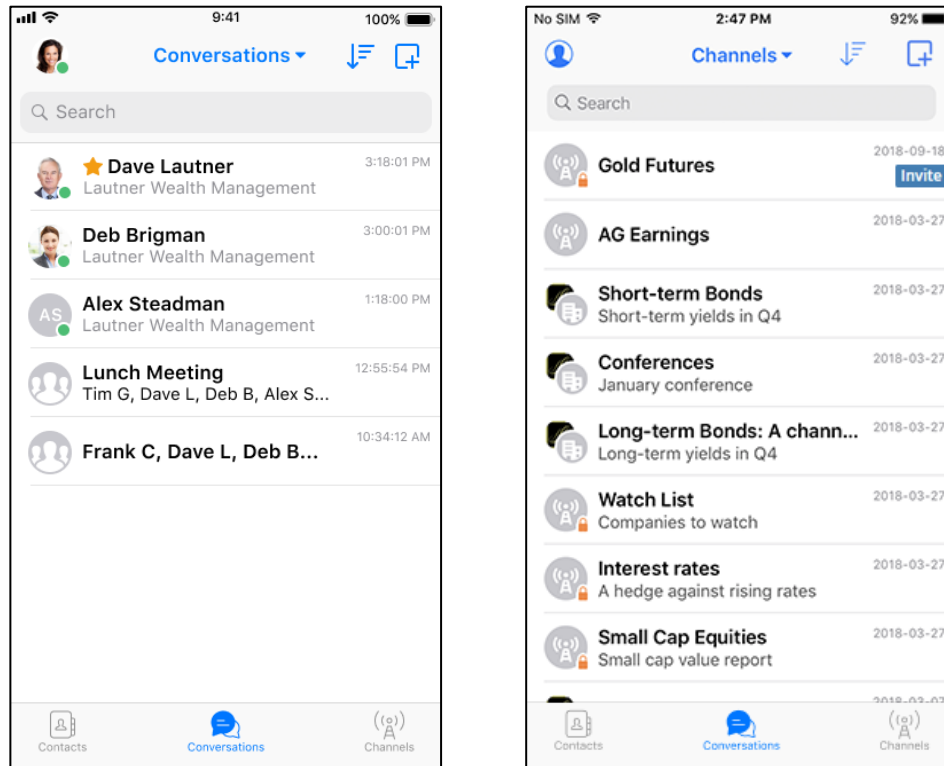 9:41
100%
Conversations
Search
Dave Lautner
3:18:01 PM
Lautner Wealth Management
Deb Brigman
3:00:01 PM
Lautner Wealth Management
AS
Alex Steadman
1:18:00 PM
Lautner Wealth Management
Lunch Meeting
12:55:54 PM
Tim G, Dave L, Deb B, Alex S...
Frank C, Dave L, Deb B...
10:34:12 AM
Contacts
Conversations
Channels
No SIM
2:47 PM
92%
Channels
Search
Gold Futures
2018-09-18
Invite
AG Earnings
2018-03-27
Short-term Bonds
2018-03-27
Short-term yields in Q4
Conferences
2018-03-27
January conference
Long-term Bonds: A chann...
2018-03-27
Long-term yields in Q4
Watch List
2018-03-27
Companies to watch
Interest rates
2018-03-27
A hedge against rising rates
Small Cap Equities
2018-03-27
Small cap value report
Contacts
Conversations
Channels